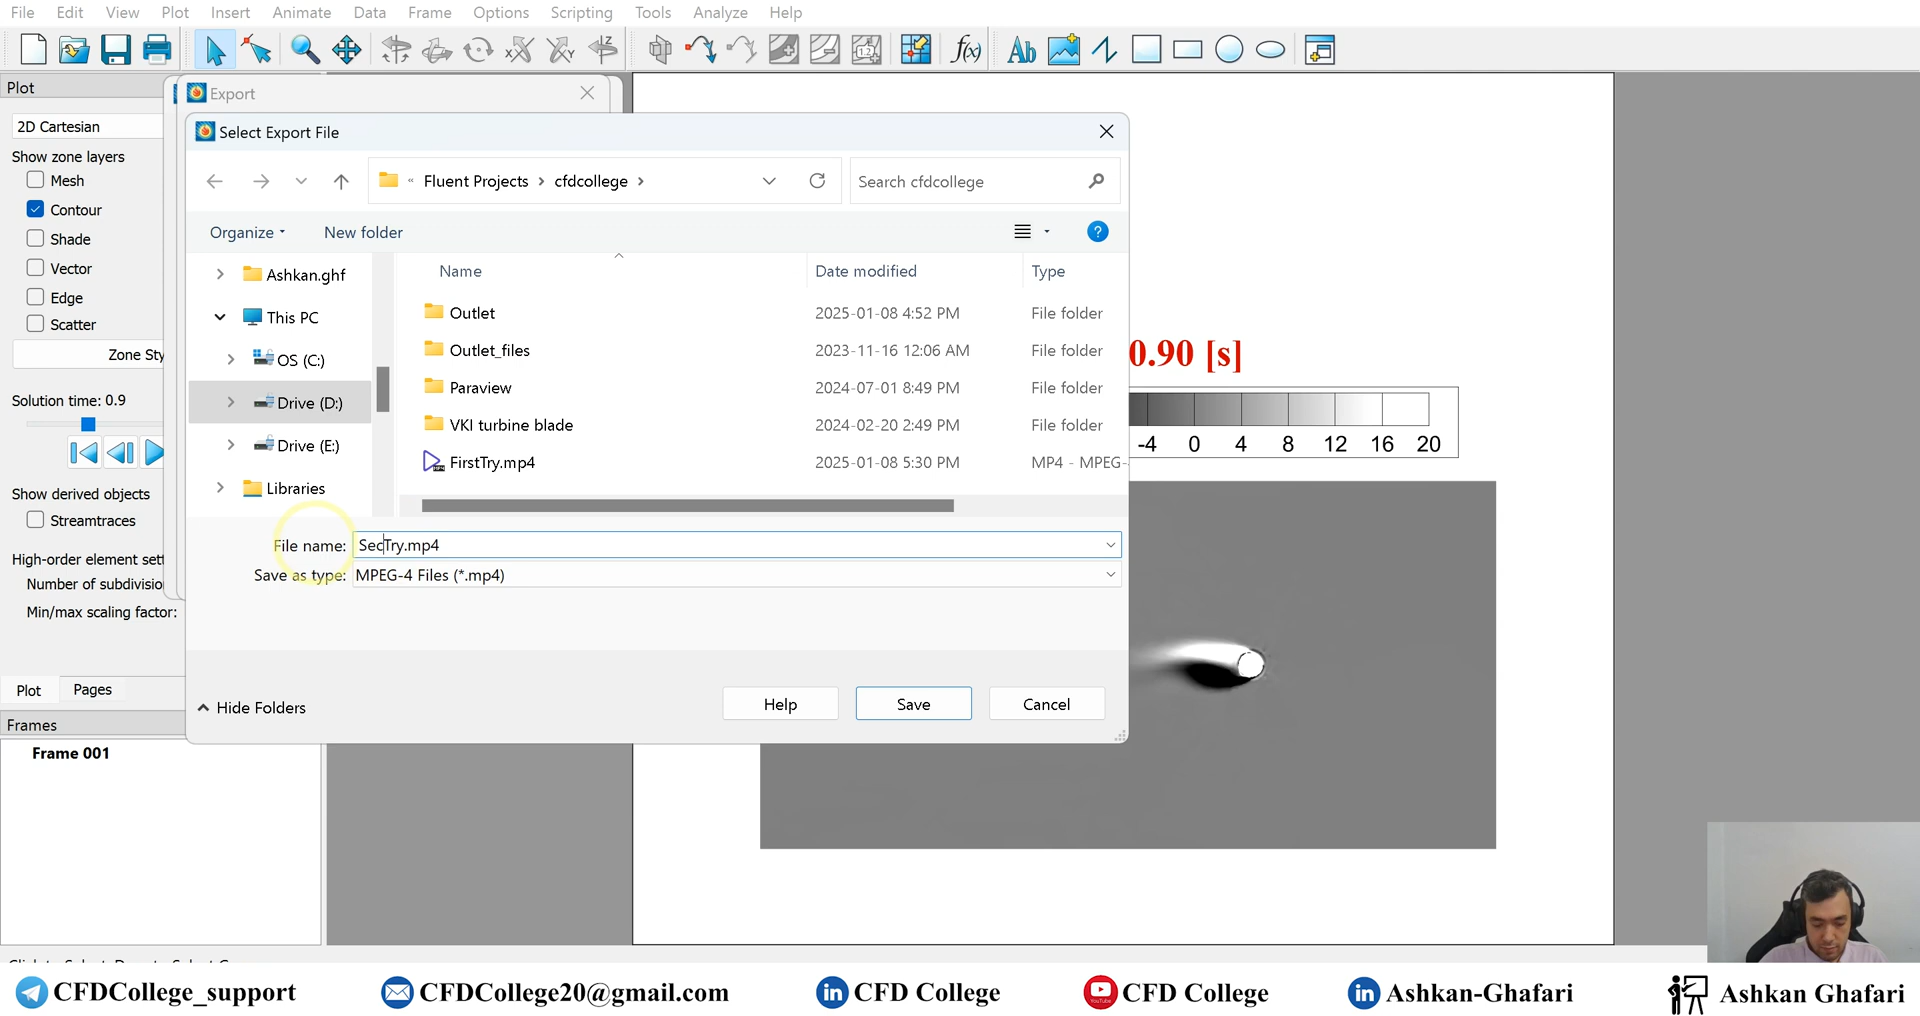 File Edit View Plot Insert Animate Data Frame Options Scripting Tools Analyze Help
Plot
Export
2D Cartesian
Select Export File
Show zone layers
Mesh
Contour
Shade
Vector
Edge
Scatter
Zone Sty
Solution time: 0.9
Show derived objects
Streamtraces
High-order element sett
Number of subdivisio
Min/max scaling factor:
Plot Pages
Frames
Frame 001
« Fluent Projects > cfdcollege >
Search cfdcollege
Organize New folder
Name Date modified Type
Ashkan.ghf
This PC
OS (C:)
Drive (D:)
Drive (E:)
Libraries
Outlet 2025-01-08 4:52 PM File folder
Outlet_files 2023-11-16 12:06 AM File folder
Paraview 2024-07-01 8:49 PM File folder
VKI turbine blade 2024-02-20 2:49 PM File folder
FirstTry.mp4 2025-01-08 5:30 PM MP4 - MPEG-
File name: SecTry.mp4
Save as type: MPEG-4 Files (*.mp4)
Hide Folders
Help Save Cancel
0.90 [s]
-4 0 4 8 12 16 20
CFDCollege_support CFDCollege20@gmail.com CFD College CFD College Ashkan-Ghafari Ashkan Ghafari